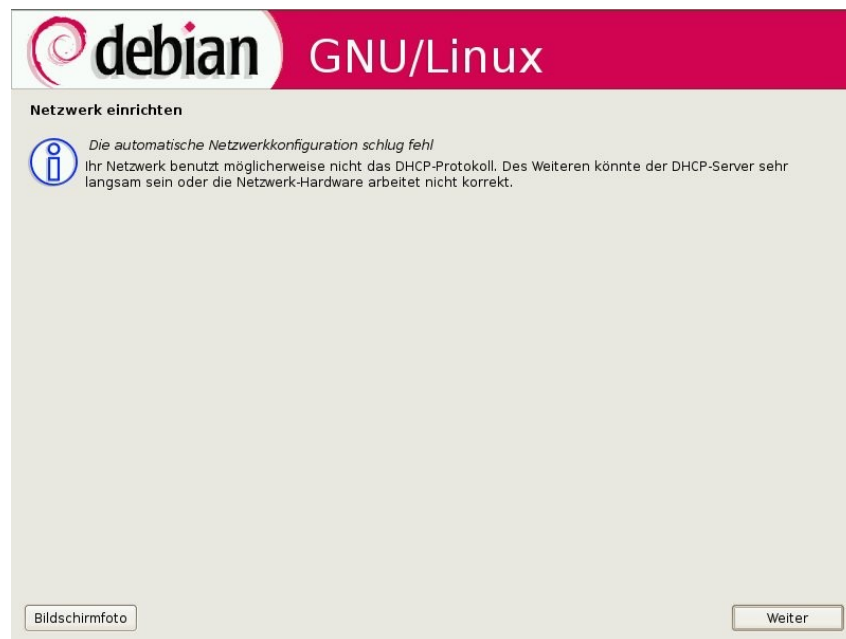 debian GNU/Linux
Netzwerk einrichten
Die automatische Netzwerkkonfiguration schlug fehl
Ihr Netzwerk benutzt möglicherweise nicht das DHCP-Protokoll. Des Weiteren könnte der DHCP-Server sehr
langsam sein oder die Netzwerk-Hardware arbeitet nicht korrekt.
Bildschirmfoto Weiter